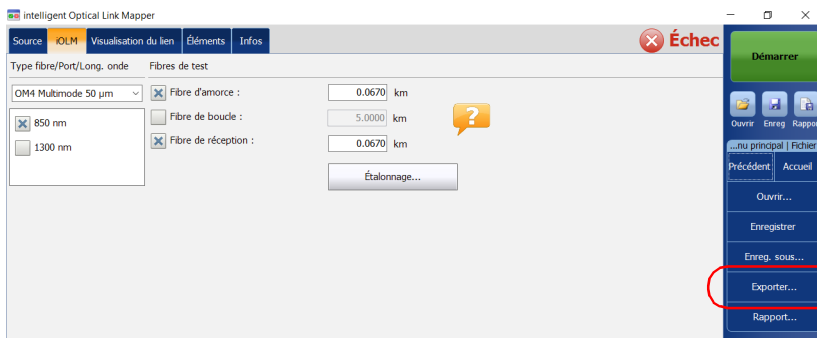 intelligent Optical Link Mapper
Source iOLM Visualisation du lien Éléments Infos
Échec
Type fibre/Port/Long. onde Fibres de test
OM4 Multimode 50 µm
850 nm
1300 nm
Fibre d'amorce : 0.0670 km
Fibre de boucle : 5.0000 km
Fibre de réception : 0.0670 km
?
Étalonnage...
Démarrer
Ouvrir Enreg Rappor
...nu principal | Fichier
Précédent Accueil
Ouvrir...
Enregistrer
Enreg. sous...
Exporter...
Rapport...